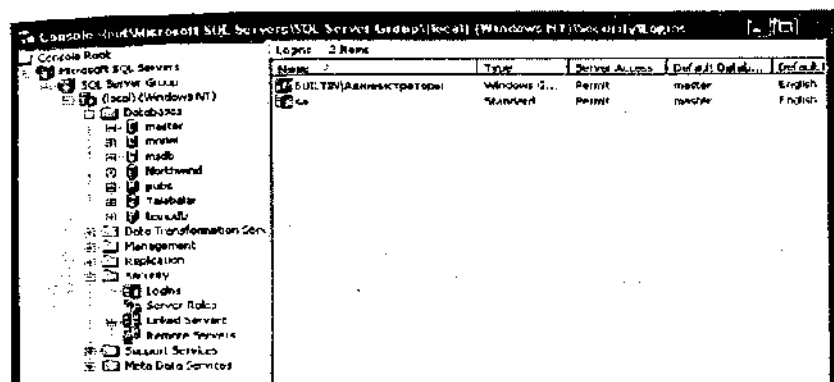 Console Root\Microsoft SQL Servers\SQL Server Group\(local) (Windows NT)\Security\Logins
Console Root
Microsoft SQL Servers
SQL Server Group
(local) (Windows NT)
Databases
master
model
msdb
Northwind
pubs
Talabalar
tempdb
Data Transformation Serv
Management
Replication
Security
Logins
Server Roles
Linked Servers
Remote Servers
Support Services
Meta Data Services
Logins 2 Items
Name Type Server Access Default Datab... Default
BUILTIN\Администраторы Windows G... Permit master English
sa Standard Permit master English